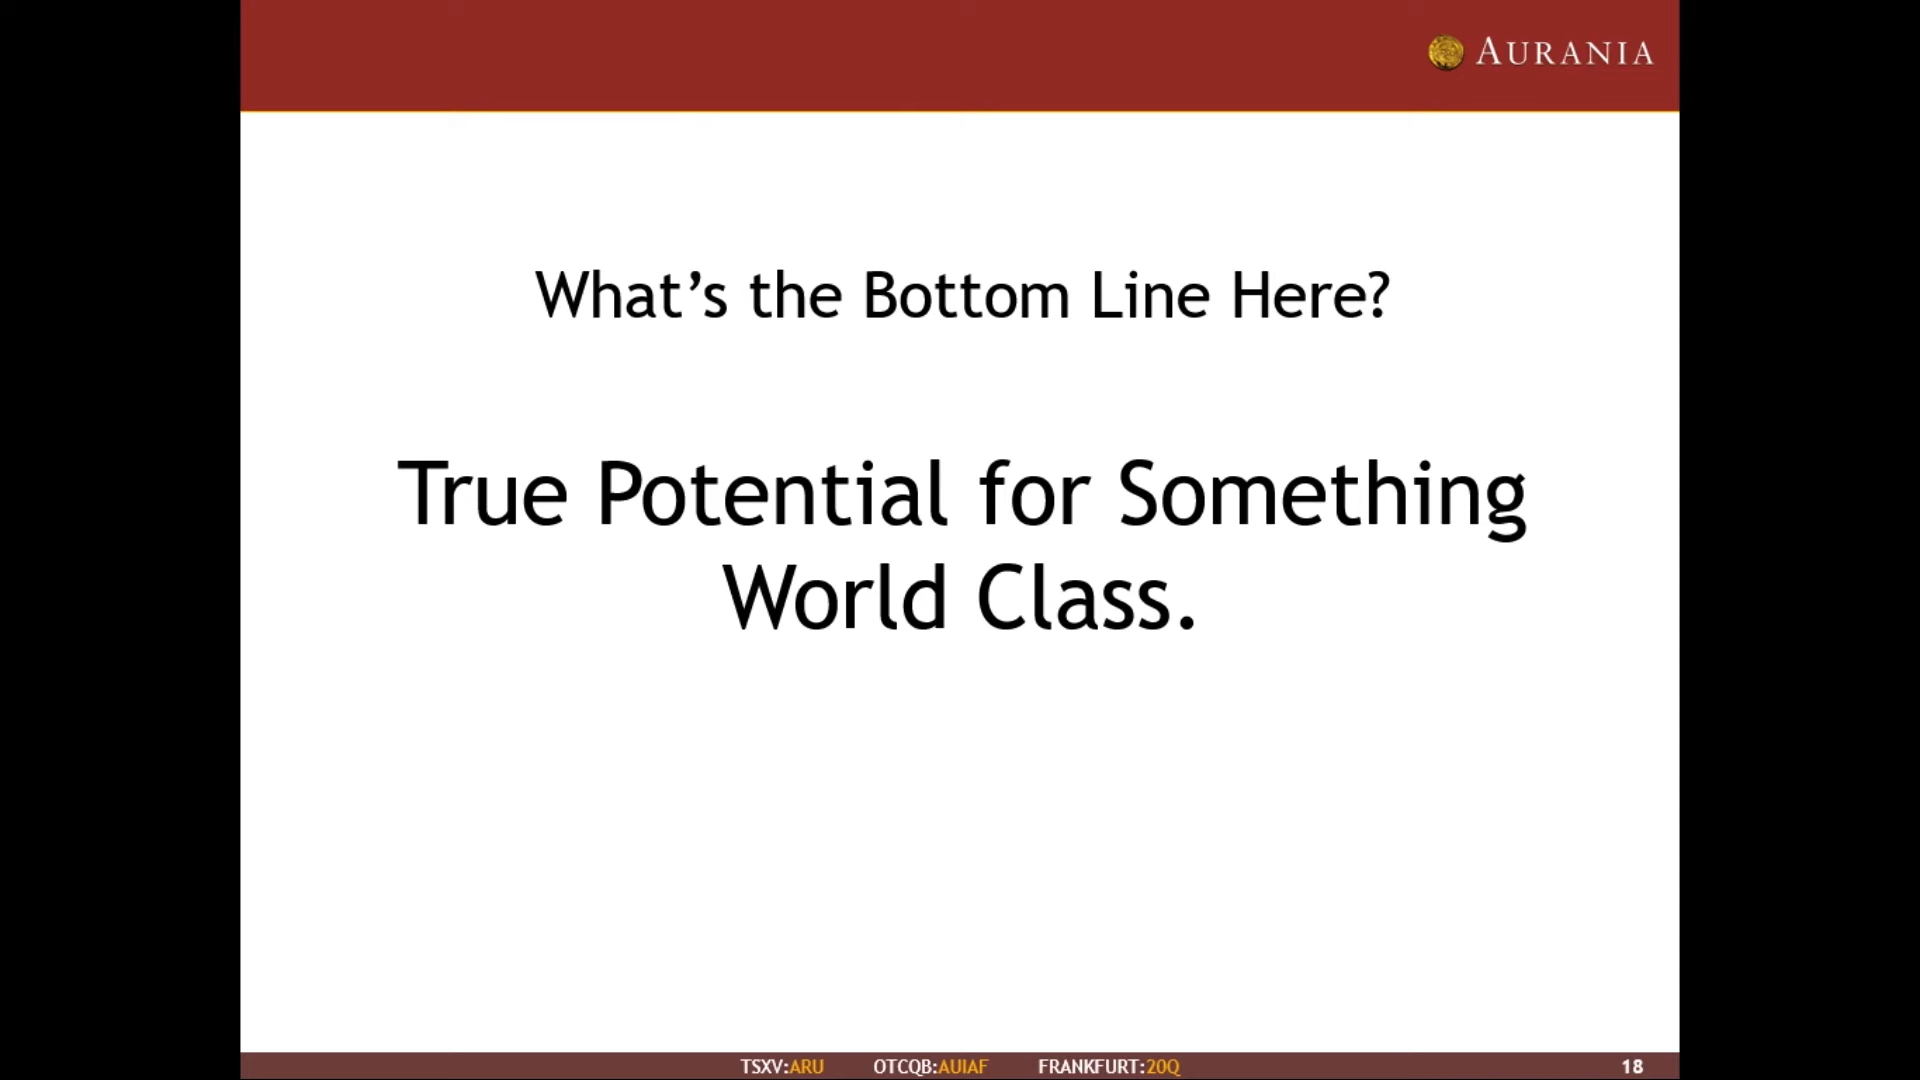 AURANIA
What’s the Bottom Line Here?
True Potential for Something
World Class.
TSXV:ARU OTCQB:AUIAF FRANKFURT:20Q 18